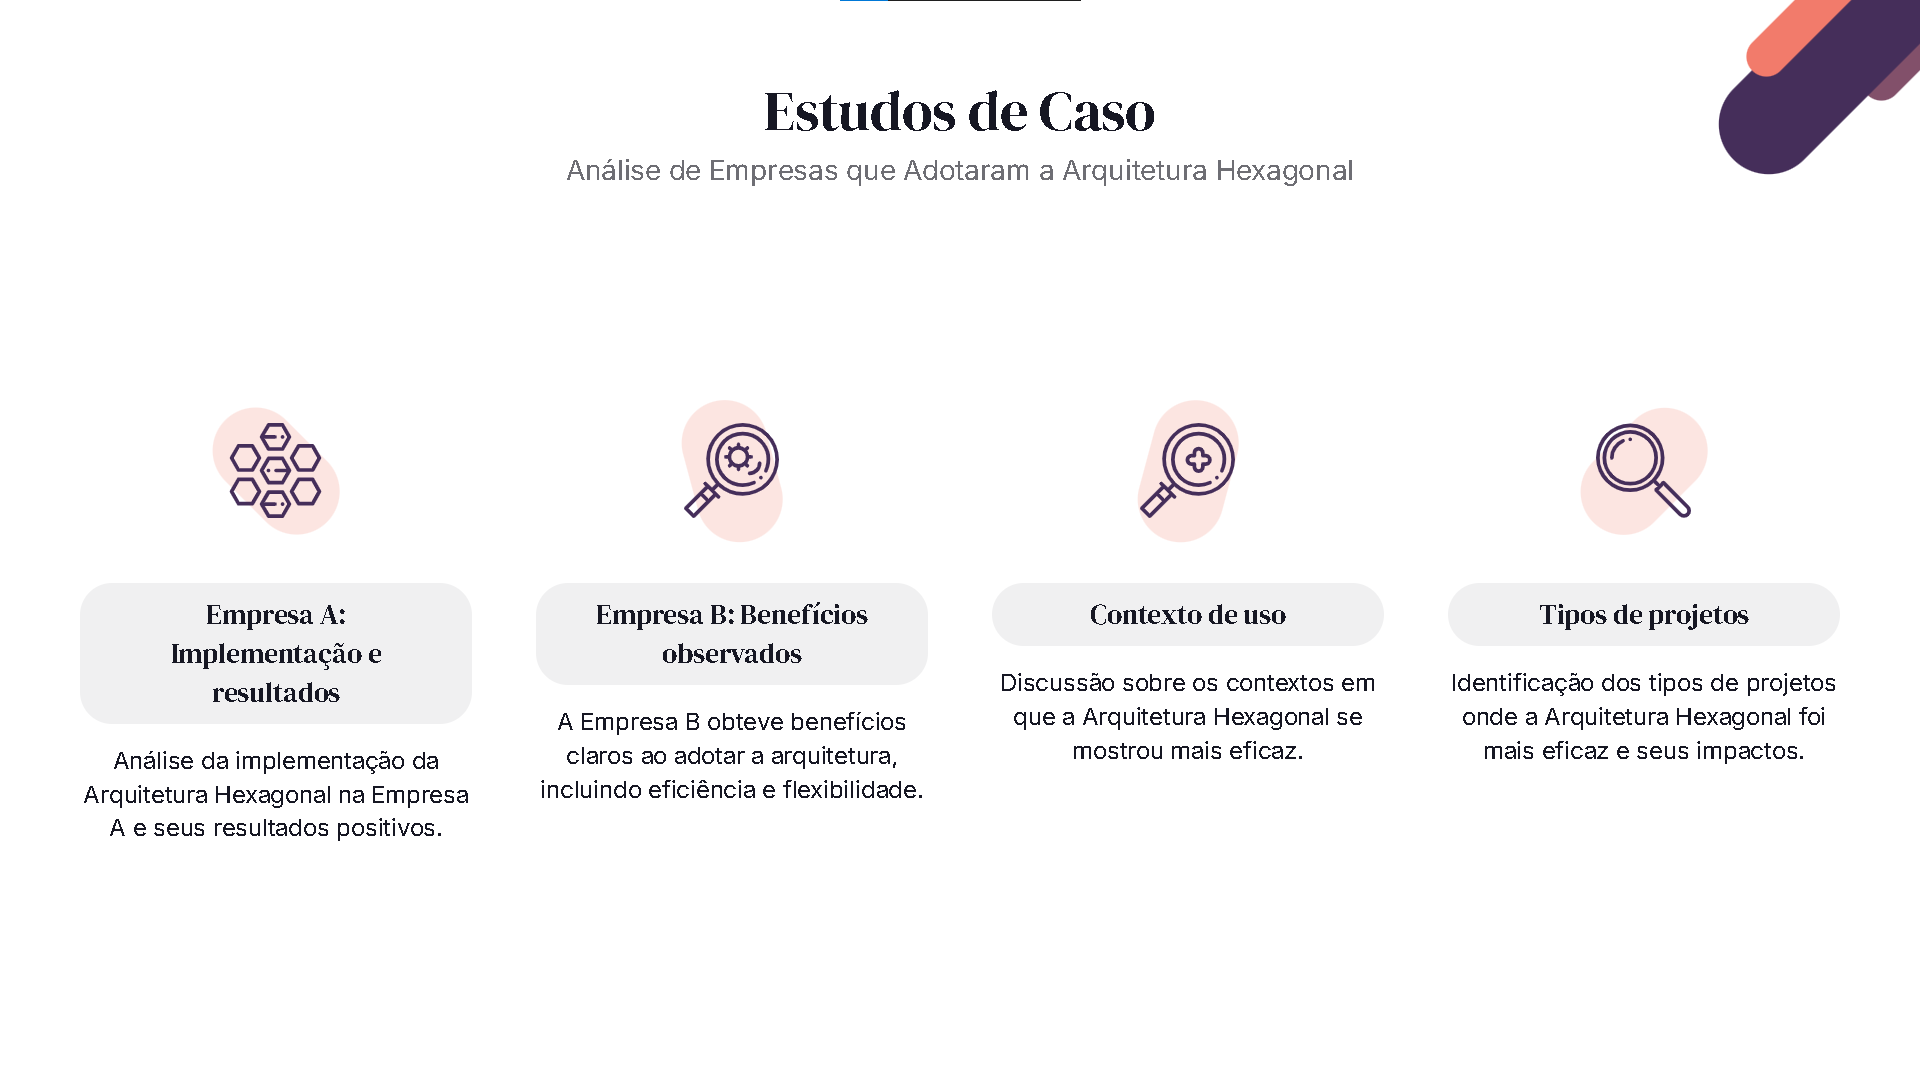 Estudos de Caso
Análise de Empresas que Adotaram a Arquitetura Hexagonal
Empresa A:
Implementação e
resultados
Análise da implementação da
Arquitetura Hexagonal na Empresa
A e seus resultados positivos.
Empresa B: Benefícios
observados
A Empresa B obteve benefícios
claros ao adotar a arquitetura,
incluindo eficiência e flexibilidade.
Contexto de uso
Discussão sobre os contextos em
que a Arquitetura Hexagonal se
mostrou mais eficaz.
Tipos de projetos
Identificação dos tipos de projetos
onde a Arquitetura Hexagonal foi
mais eficaz e seus impactos.